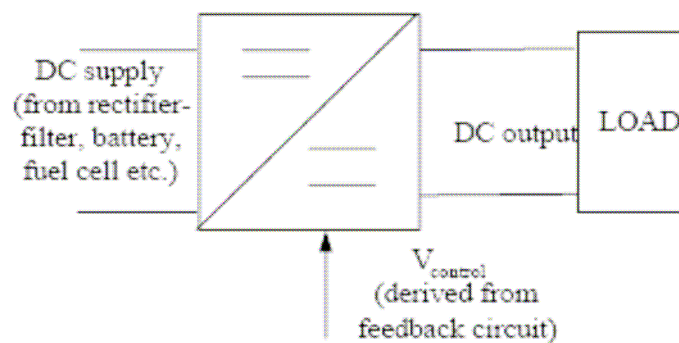 DC supply
(from rectifier-
filter, battery,
fuel cell etc.)
DC output
LOAD
Vcontrol
(derived from
feedback circuit)